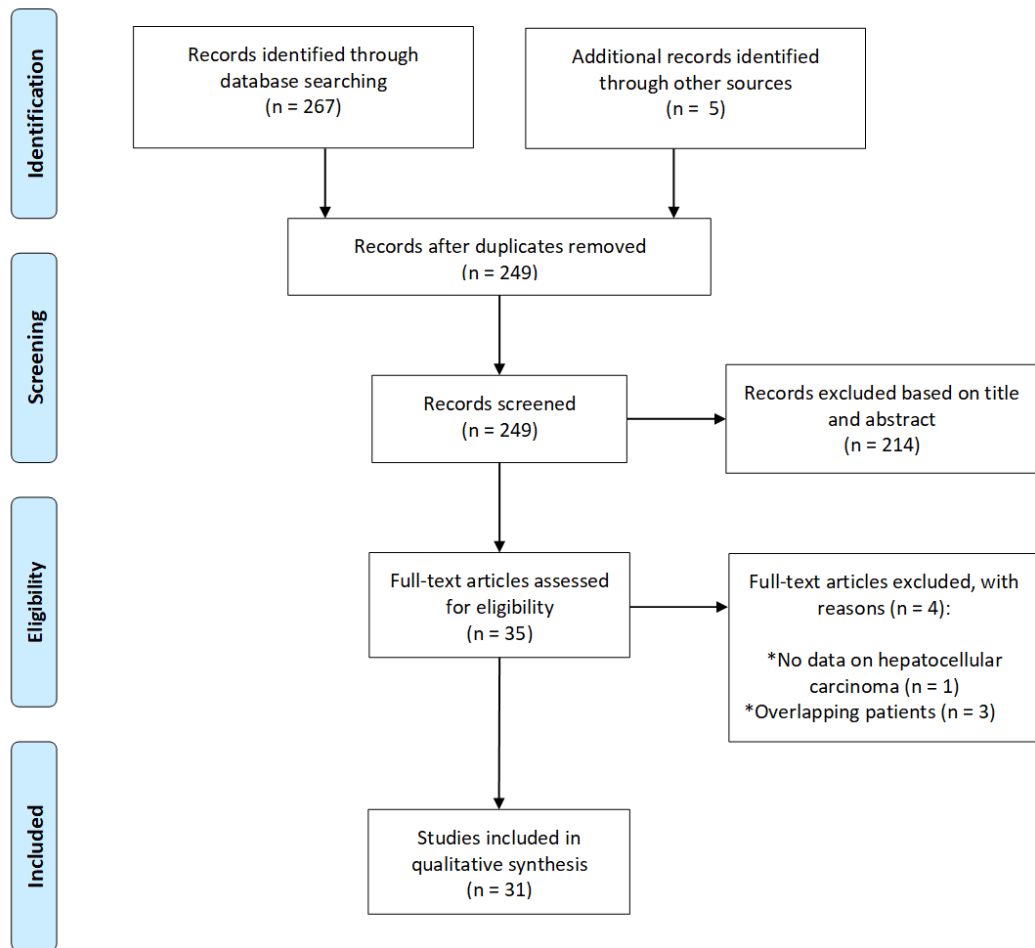 Identification
Records identified through
database searching
(n = 267)
Additional records identified
through other sources
(n = 5)
Records after duplicates removed
(n = 249)
Screening
Records screened
(n = 249)
Records excluded based on title
and abstract
(n = 214)
Eligibility
Full-text articles assessed
for eligibility
(n = 35)
Full-text articles excluded, with
reasons (n = 4):
*No data on hepatocellular
carcinoma (n = 1)
*Overlapping patients (n = 3)
Included
Studies included in
qualitative synthesis
(n = 31)